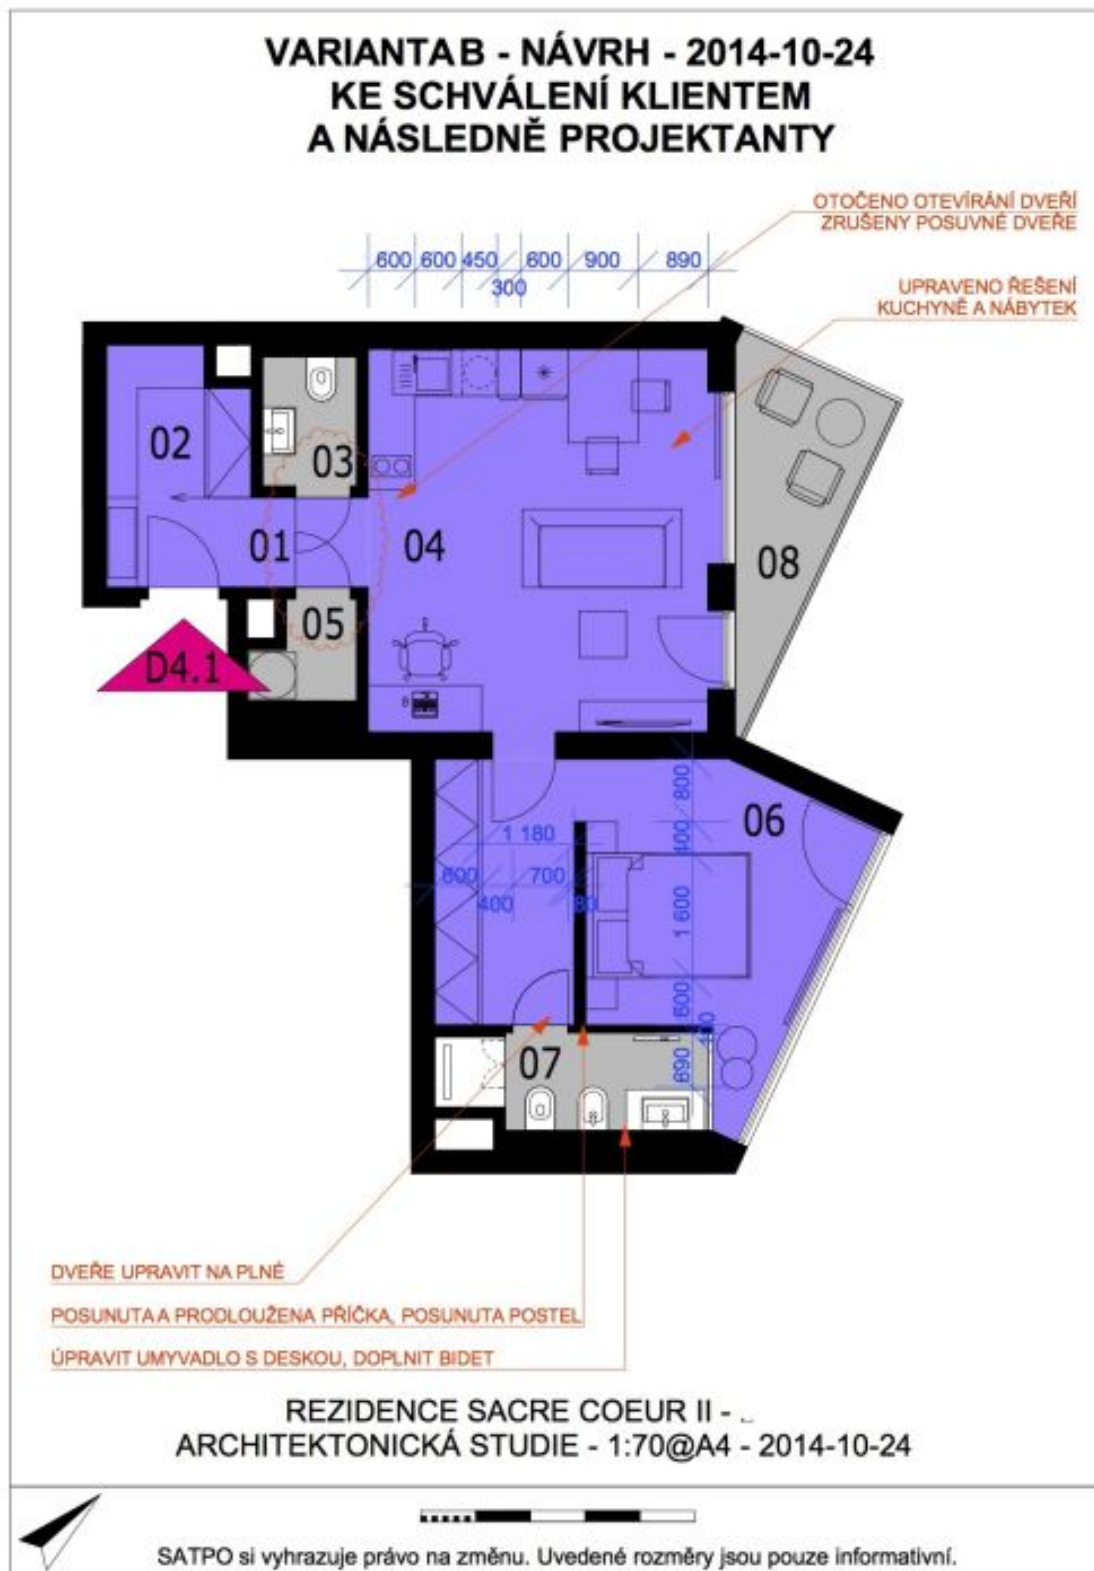 VARIANTA B - NÁVRH - 2014-10-24
KE SCHVÁLENÍ KLIENTEM
A NÁSLEDNĚ PROJEKTANTY
OTOČENO OTEVÍRÁNÍ DVEŘÍ
ZRUŠENY POSUVNÉ DVEŘE
600 600 450 600 900 890
300
UPRAVENO ŘEŠENÍ
KUCHYNĚ A NÁBYTEK
02
03
01
04
08
05
D4.1
800
06
1 180
400
600
700
400
80
1 600
600
07
690
DVEŘE UPRAVIT NA PLNÉ
POSUNUTA A PRODLOUŽENA PŘÍČKA, POSUNUTA POSTEL
ÚPRAVIT UMYVADLO S DESKOU, DOPLNIT BIDET
REZIDENCE SACRE COEUR II -
ARCHITEKTONICKÁ STUDIE - 1:70@A4 - 2014-10-24
SATPO si vyhrazuje právo na změnu. Uvedené rozměry jsou pouze informativní.